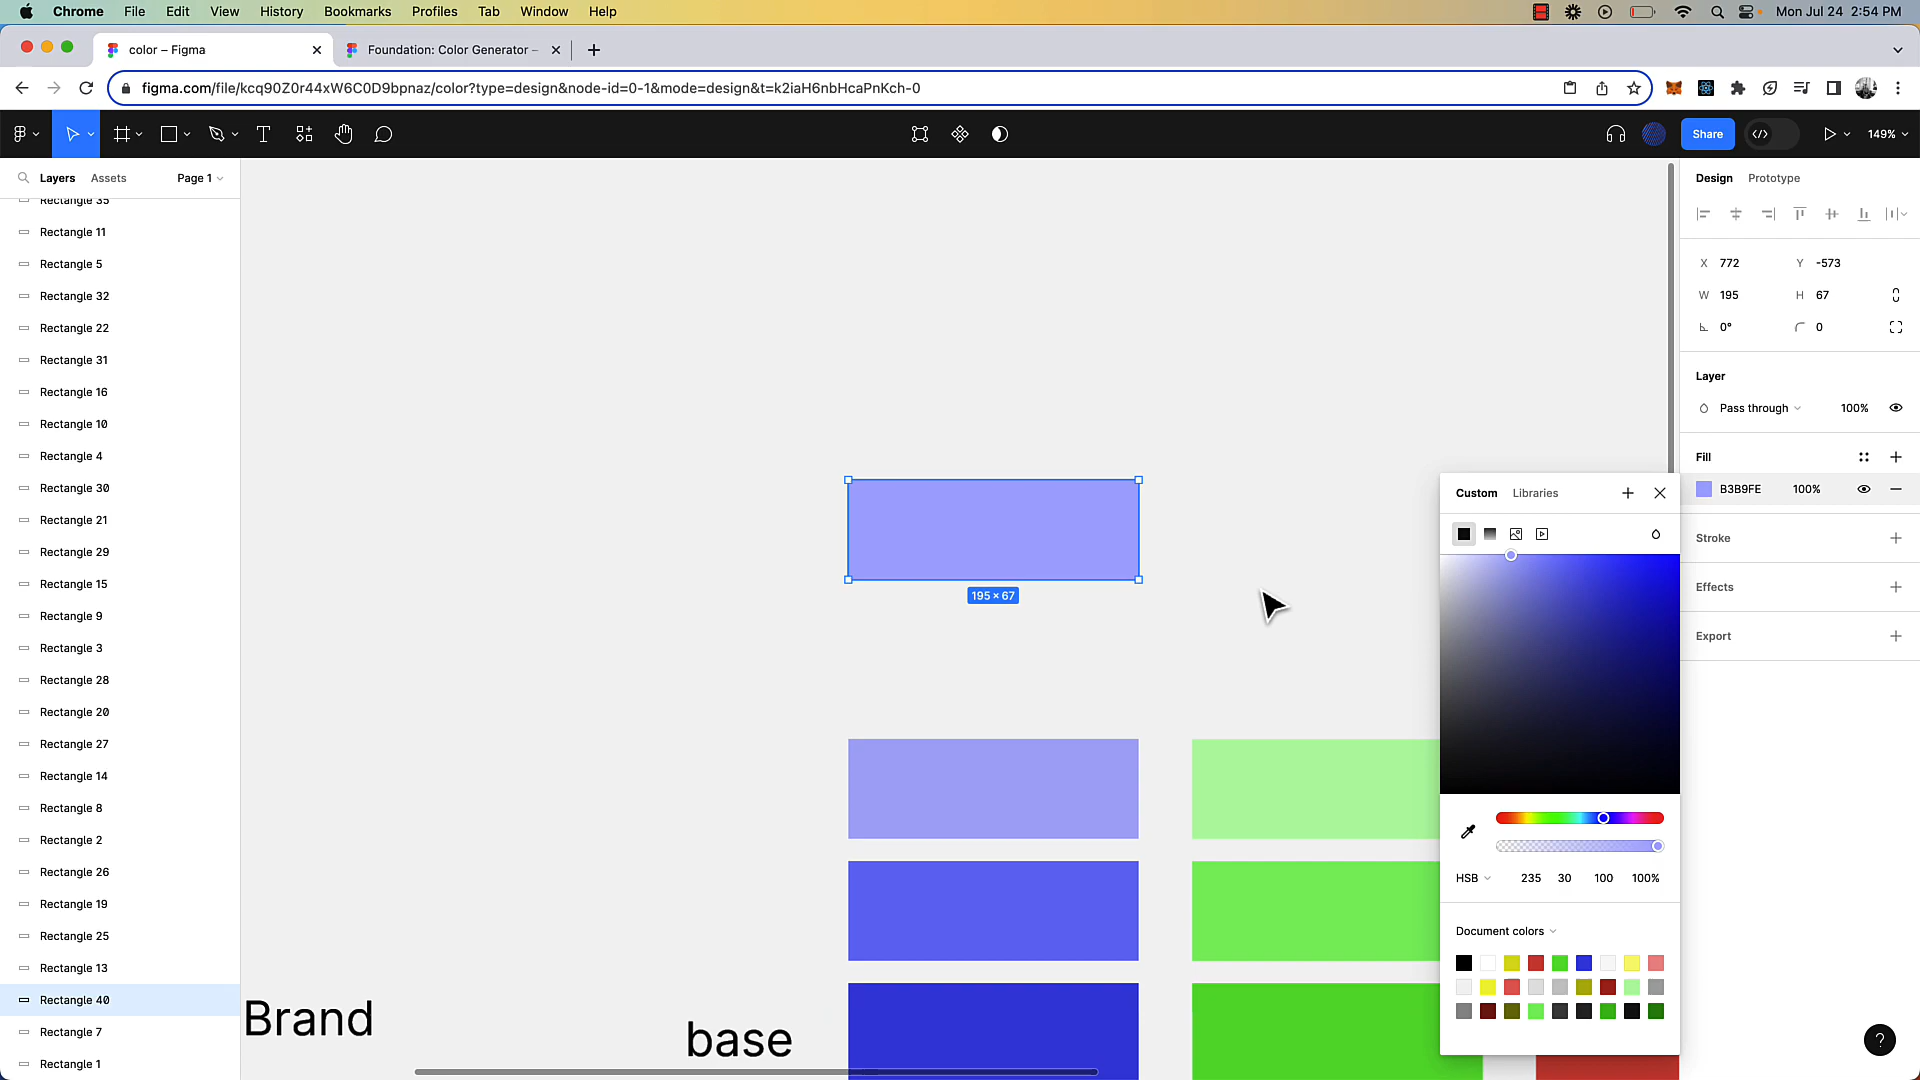 Chrome File Edit View History Bookmarks Profiles Tab Window Help Mon Jul 24 2:54 PM
color – Figma Foundation: Color Generator –
figma.com/file/kcq90Z0r44xW6C0D9bpnaz/color?type=design&node-id=0-1&mode=design&t=k2iaH6nbHcaPnKch-0
Share 149%
Layers Assets Page 1
Design Prototype
Rectangle 35
Rectangle 11
Rectangle 5
Rectangle 32
Rectangle 22
Rectangle 31
Rectangle 16
Rectangle 10
Rectangle 4
Rectangle 30
Rectangle 21
Rectangle 29
Rectangle 15
Rectangle 9
Rectangle 3
Rectangle 28
Rectangle 20
Rectangle 27
Rectangle 14
Rectangle 8
Rectangle 2
Rectangle 26
Rectangle 19
Rectangle 25
Rectangle 13
Rectangle 40
Rectangle 7
Rectangle 1
195 × 67
Brand
base
X 772 Y -573
W 195 H 67
0° 0
Layer
Pass through 100%
Fill
B3B9FE 100%
Stroke
Effects
Export
Custom Libraries
HSB 235 30 100 100%
Document colors
?